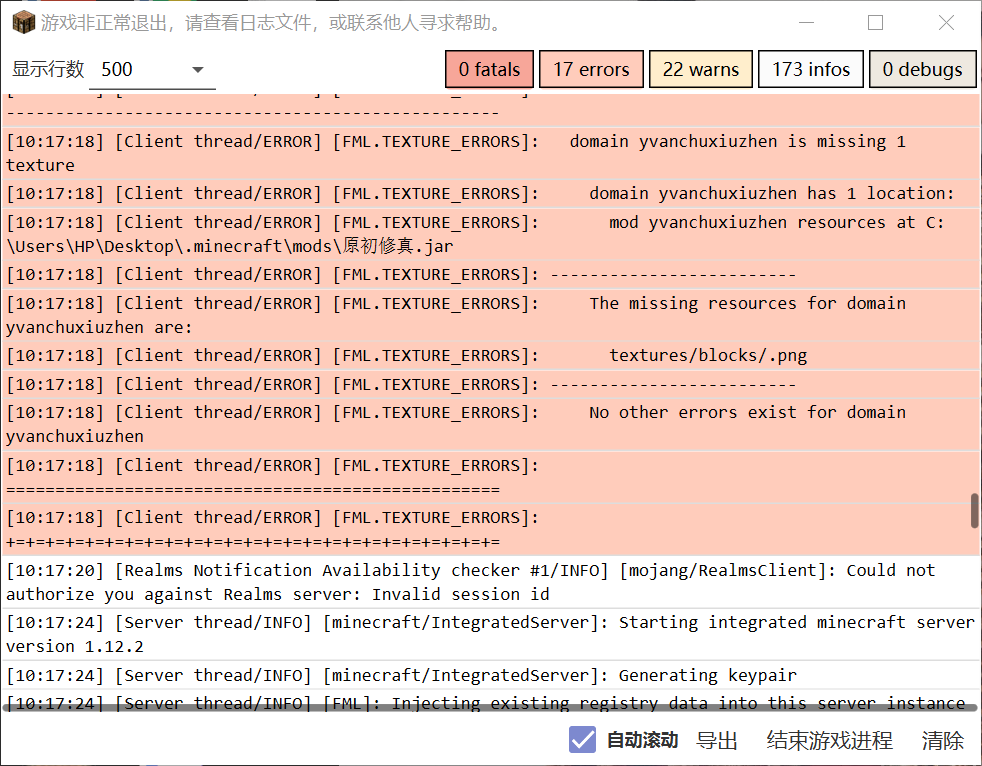 游戏非正常退出，请查看日志文件，或联系他人寻求帮助。
显示行数 500 0 fatals 17 errors 22 warns 173 infos 0 debugs
--------------------------------------------------
[10:17:18] [Client thread/ERROR] [FML.TEXTURE_ERRORS]:   domain yvanchuxiuzhen is missing 1
texture
[10:17:18] [Client thread/ERROR] [FML.TEXTURE_ERRORS]:     domain yvanchuxiuzhen has 1 location:
[10:17:18] [Client thread/ERROR] [FML.TEXTURE_ERRORS]:       mod yvanchuxiuzhen resources at C:
\Users\HP\Desktop\.minecraft\mods\原初修真.jar
[10:17:18] [Client thread/ERROR] [FML.TEXTURE_ERRORS]: -------------------------
[10:17:18] [Client thread/ERROR] [FML.TEXTURE_ERRORS]:     The missing resources for domain
yvanchuxiuzhen are:
[10:17:18] [Client thread/ERROR] [FML.TEXTURE_ERRORS]:       textures/blocks/.png
[10:17:18] [Client thread/ERROR] [FML.TEXTURE_ERRORS]: -------------------------
[10:17:18] [Client thread/ERROR] [FML.TEXTURE_ERRORS]:     No other errors exist for domain
yvanchuxiuzhen
[10:17:18] [Client thread/ERROR] [FML.TEXTURE_ERRORS]:
==================================================
[10:17:18] [Client thread/ERROR] [FML.TEXTURE_ERRORS]:
+=+=+=+=+=+=+=+=+=+=+=+=+=+=+=+=+=+=+=+=+=+=+=+=+=
[10:17:20] [Realms Notification Availability checker #1/INFO] [mojang/RealmsClient]: Could not
authorize you against Realms server: Invalid session id
[10:17:24] [Server thread/INFO] [minecraft/IntegratedServer]: Starting integrated minecraft server
version 1.12.2
[10:17:24] [Server thread/INFO] [minecraft/IntegratedServer]: Generating keypair
[10:17:24] [Server thread/INFO] [FML]: Injecting existing registry data into this server instance
自动滚动 导出 结束游戏进程 清除